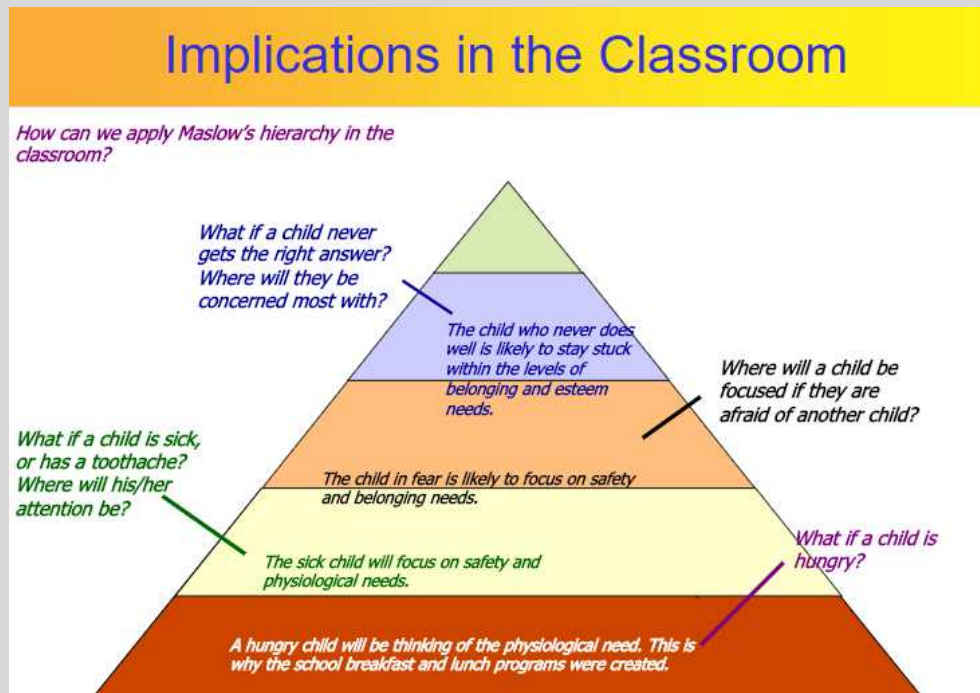 Implications in the Classroom
How can we apply Maslow's hierarchy in the
classroom?
What if a child never
gets the right answer?
Where will they be
concerned most with?
The child who never does
well is likely to stay stuck
within the levels of
belonging and esteem
needs.
Where will a child be
focused if they are
afraid of another child?
What if a child is sick,
or has a toothache?
Where will his/her
attention be?
The child in fear is likely to focus on safety
and belonging needs.
What if a child is
hungry?
The sick child will focus on safety and
physiological needs.
A hungry child will be thinking of the physiological need. This is
why the school breakfast and lunch programs were created.